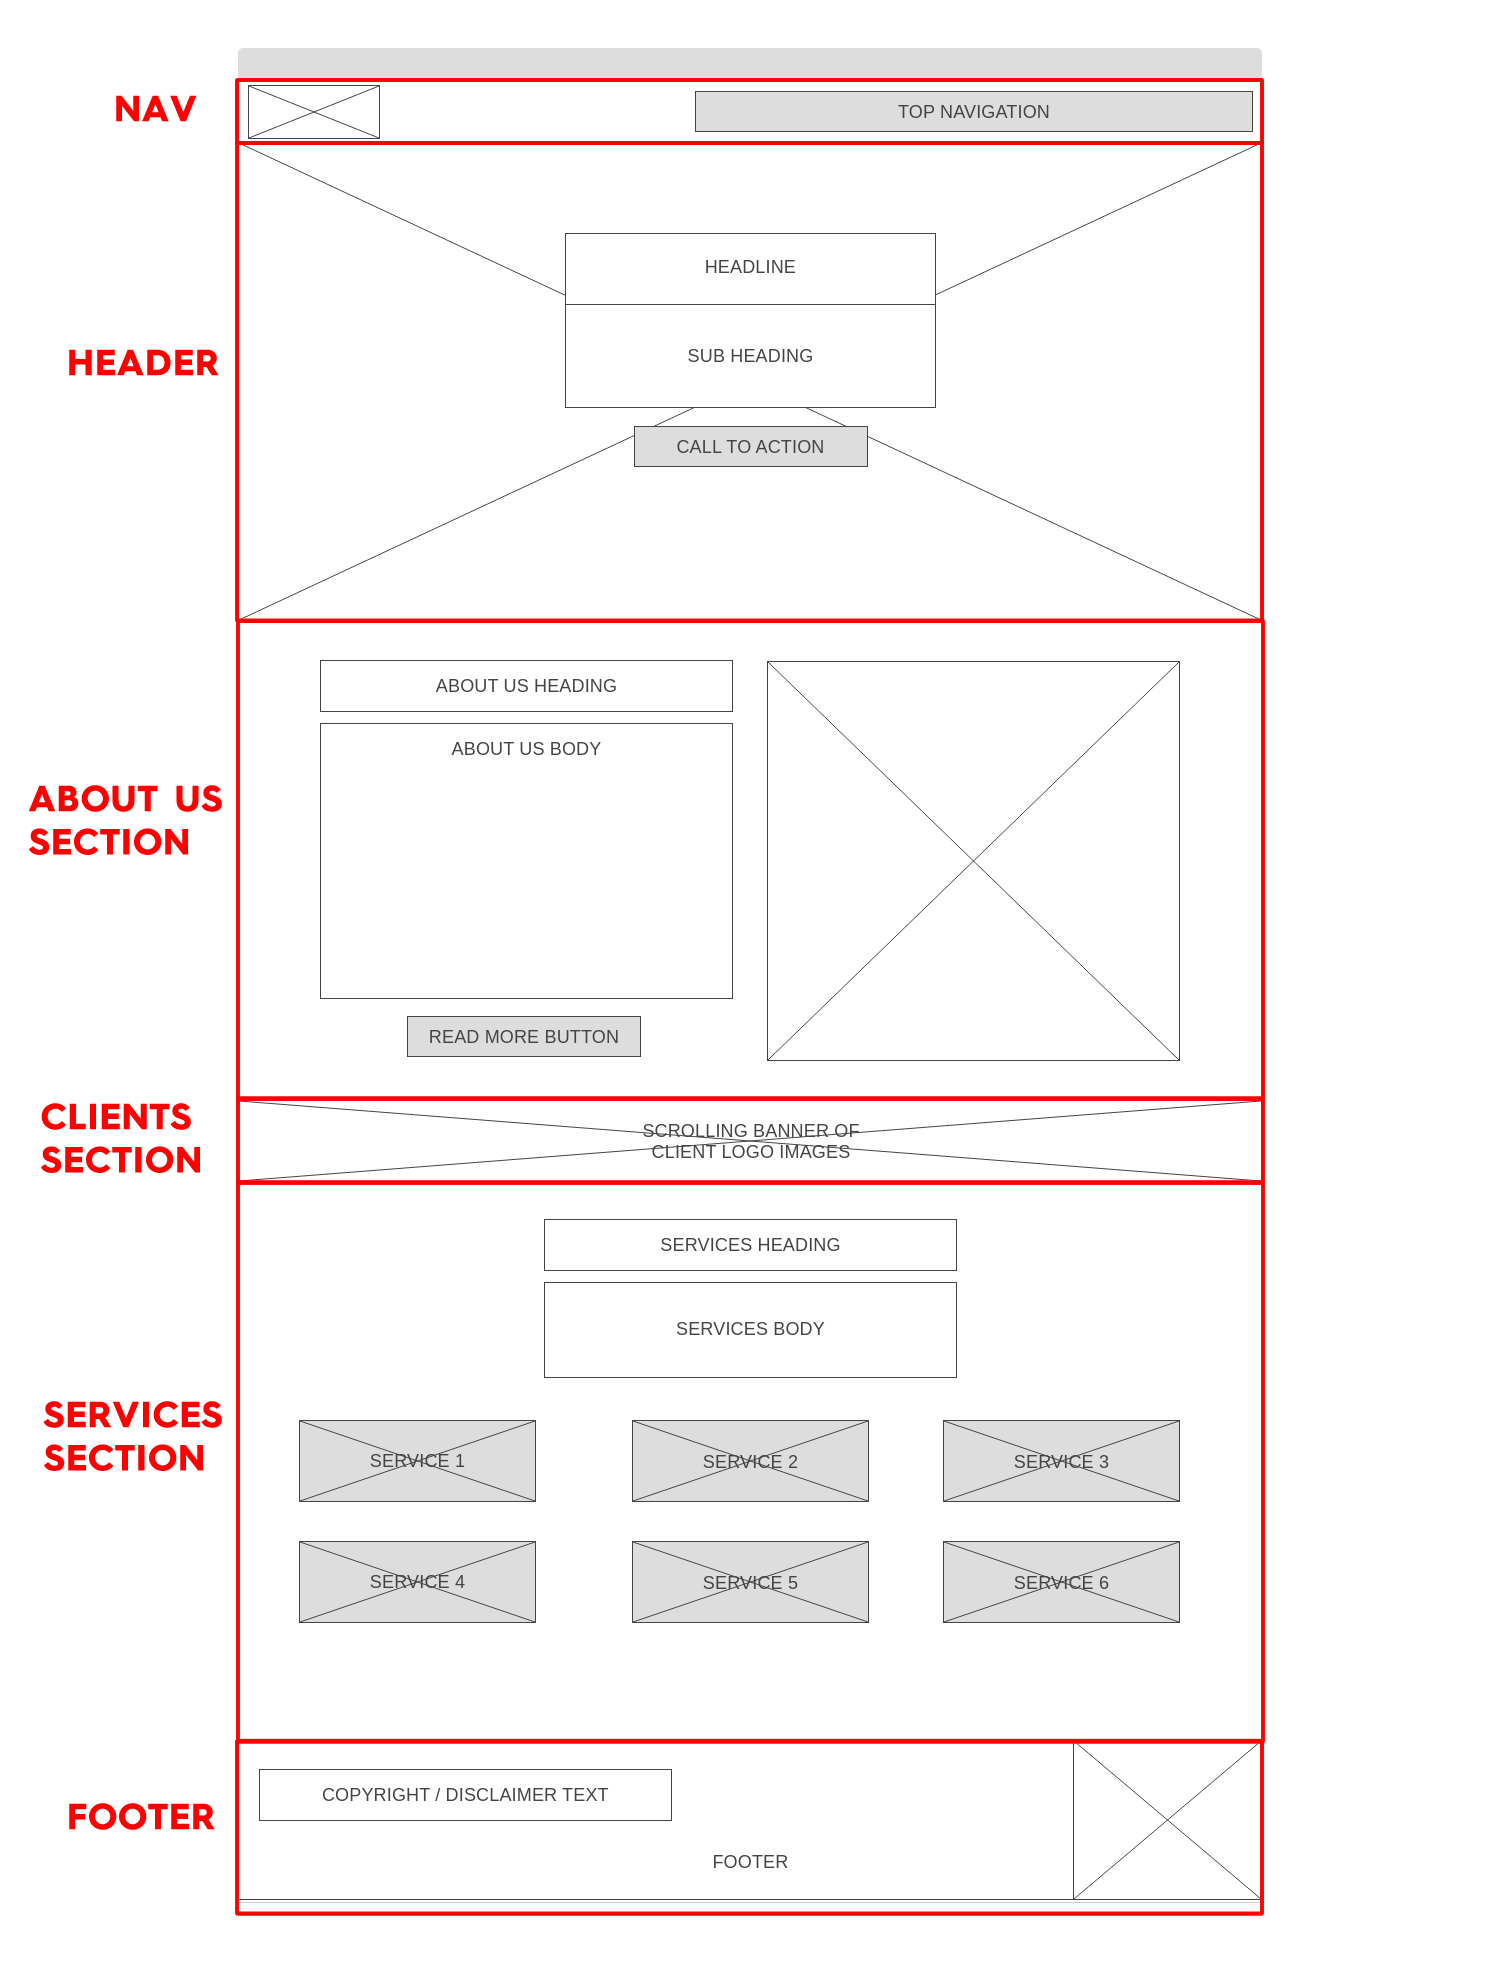 NAV
TOP NAVIGATION
HEADLINE
HEADER
SUB HEADING
CALL TO ACTION
ABOUT US HEADING
ABOUT US BODY
ABOUT US
SECTION
READ MORE BUTTON
CLIENTS
SECTION
SCROLLING BANNER OF
CLIENT LOGO IMAGES
SERVICES HEADING
SERVICES BODY
SERVICES
SECTION
SERVICE 1
SERVICE 2
SERVICE 3
SERVICE 4
SERVICE 5
SERVICE 6
COPYRIGHT / DISCLAIMER TEXT
FOOTER
FOOTER